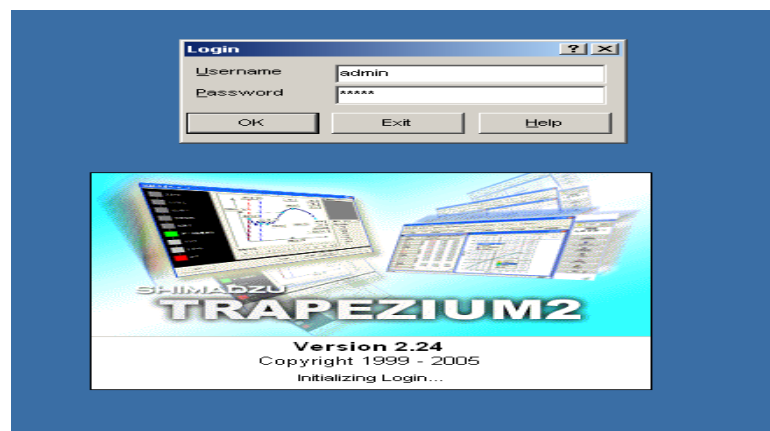 Login
Username admin
Password *****
OK Exit Help
SHIMADZU
TRAPEZIUM2
Version 2.24
Copyright 1999 - 2005
Initializing Login...